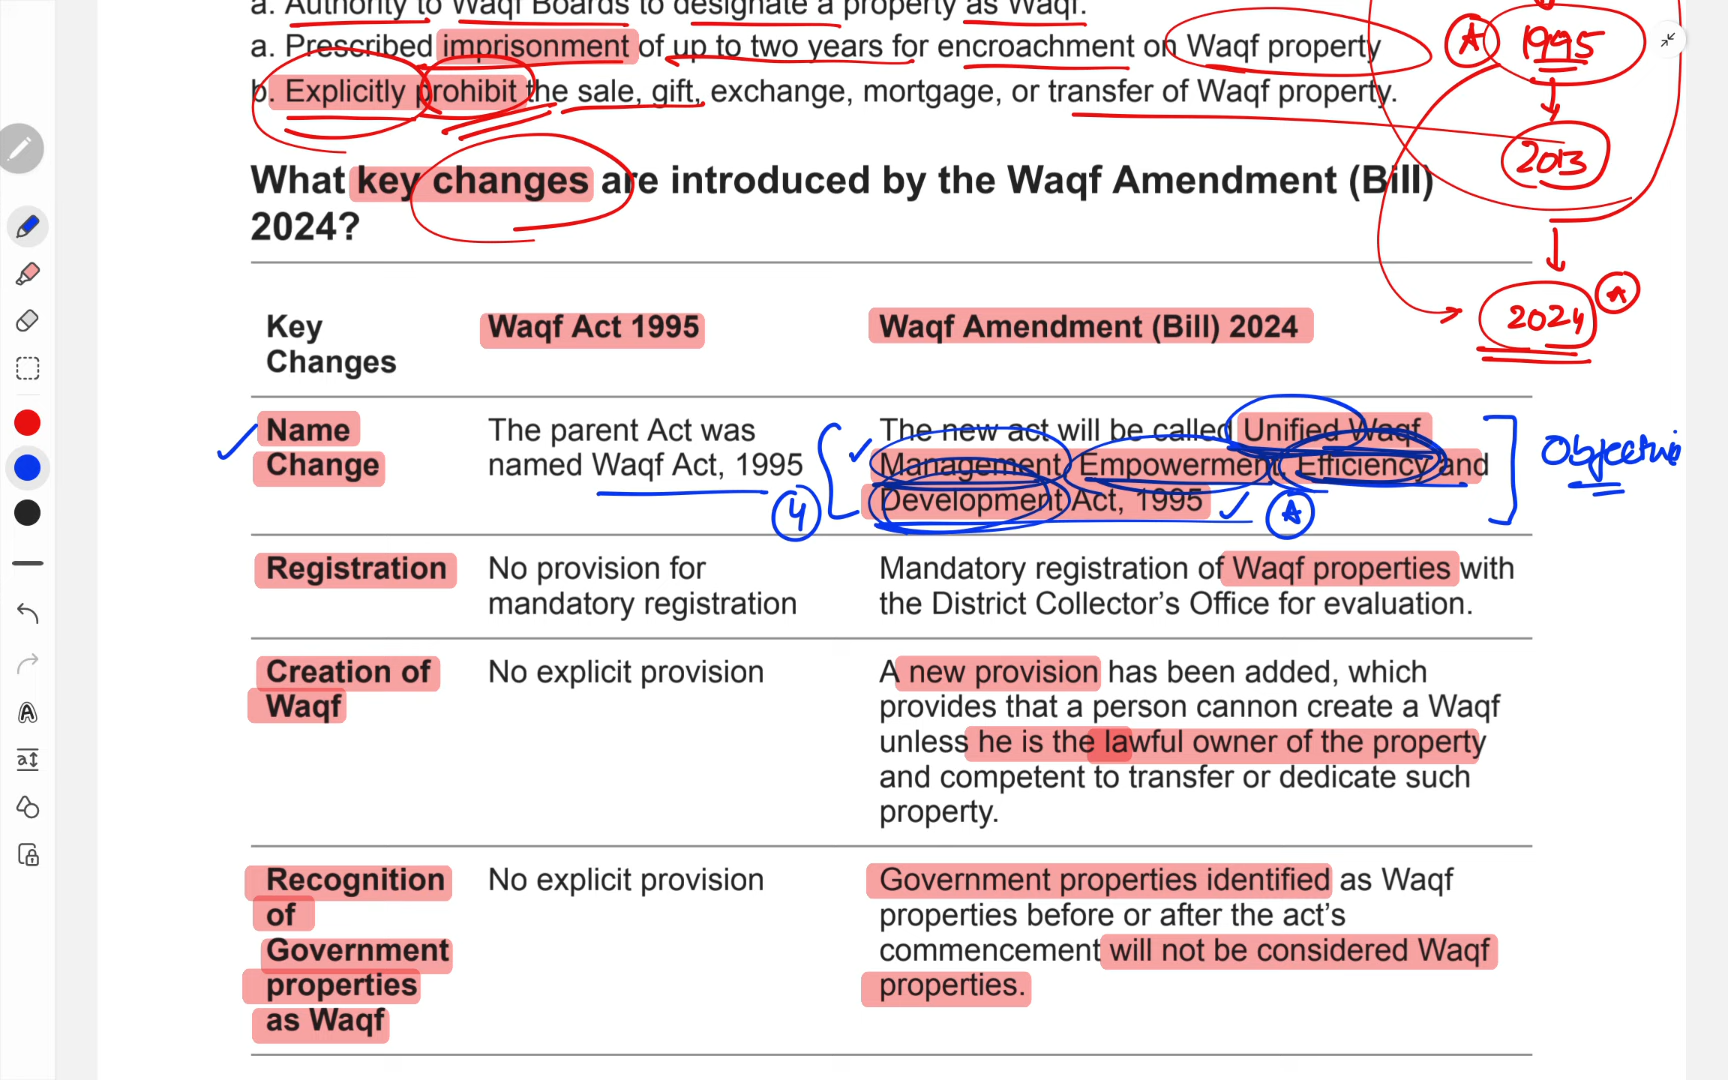 a. Authority to Waqf Boards to designate a property as Waqf.
a. Prescribed imprisonment of up to two years for encroachment on Waqf property
b. Explicitly prohibit the sale, gift, exchange, mortgage, or transfer of Waqf property.
1995
2013
2024
What key changes are introduced by the Waqf Amendment (Bill)
2024?
Key
Changes
Waqf Act 1995
Waqf Amendment (Bill) 2024
Name
Change
The parent Act was
named Waqf Act, 1995
4
The new act will be called Unified Waqf
Management, Empowerment, Efficiency and
Development Act, 1995
Objective
Registration
No provision for
mandatory registration
Mandatory registration of Waqf properties with
the District Collector's Office for evaluation.
Creation of
Waqf
No explicit provision
A new provision has been added, which
provides that a person cannon create a Waqf
unless he is the lawful owner of the property
and competent to transfer or dedicate such
property.
Recognition
of
Government
properties
as Waqf
No explicit provision
Government properties identified as Waqf
properties before or after the act's
commencement will not be considered Waqf
properties.